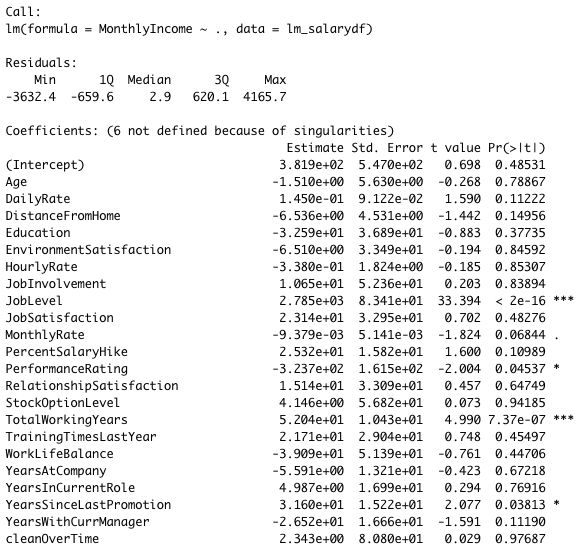 Call:
lm(formula = MonthlyIncome ~ ., data = lm_salarydf)
Residuals:
Min 1Q Median 3Q Max
-3632.4 -659.6 2.9 620.1 4165.7
Coefficients: (6 not defined because of singularities)
Estimate Std. Error t value Pr(>|t|)
(Intercept) 3.819e+02 5.470e+02 0.698 0.48531
Age -1.510e+00 5.630e+00 -0.268 0.78867
DailyRate 1.450e-01 9.122e-02 1.590 0.11222
DistanceFromHome -6.536e+00 4.531e+00 -1.442 0.14956
Education -3.259e+01 3.689e+01 -0.883 0.37735
EnvironmentSatisfaction -6.510e+00 3.349e+01 -0.194 0.84592
HourlyRate -3.380e-01 1.824e+00 -0.185 0.85307
JobInvolvement 1.065e+01 5.236e+01 0.203 0.83894
JobLevel 2.785e+03 8.341e+01 33.394 < 2e-16 ***
JobSatisfaction 2.314e+01 3.295e+01 0.702 0.48276
MonthlyRate -9.379e-03 5.141e-03 -1.824 0.06844 .
PercentSalaryHike 2.532e+01 1.582e+01 1.600 0.10989
PerformanceRating -3.237e+02 1.615e+02 -2.004 0.04537 *
RelationshipSatisfaction 1.514e+01 3.309e+01 0.457 0.64749
StockOptionLevel 4.146e+00 5.682e+01 0.073 0.94185
TotalWorkingYears 5.204e+01 1.043e+01 4.990 7.37e-07 ***
TrainingTimesLastYear 2.171e+01 2.904e+01 0.748 0.45497
WorkLifeBalance -3.909e+01 5.139e+01 -0.761 0.44706
YearsAtCompany -5.591e+00 1.321e+01 -0.423 0.67218
YearsInCurrentRole 4.987e+00 1.699e+01 0.294 0.76916
YearsSinceLastPromotion 3.160e+01 1.522e+01 2.077 0.03813 *
YearsWithCurrManager -2.652e+01 1.666e+01 -1.591 0.11190
cleanOverTime 2.343e+00 8.080e+01 0.029 0.97687